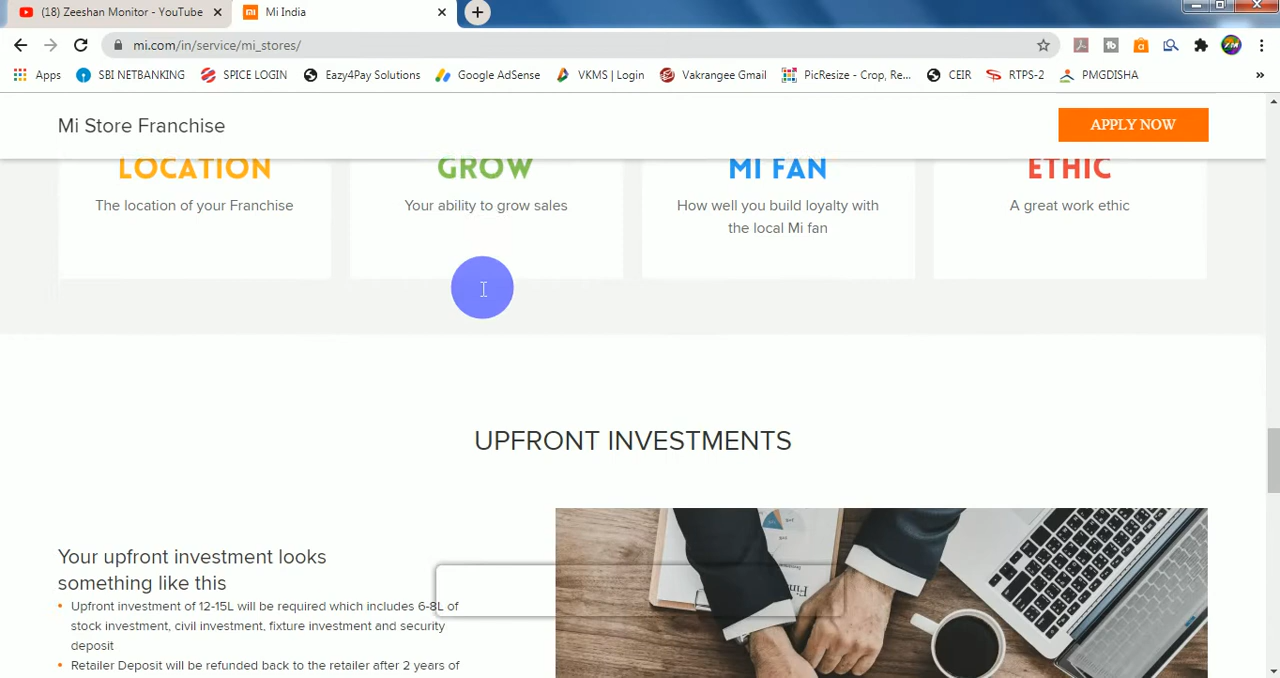 (18) Zeeshan Monitor - YouTube
Mi India
mi.com/in/service/mi_stores/
Apps
SBI NETBANKING
SPICE LOGIN
Eazy4Pay Solutions
Google AdSense
VKMS | Login
Vakrangee Gmail
PicResize - Crop, Re...
CEIR
RTPS-2
PMGDISHA
»
Mi Store Franchise
APPLY NOW
LOCATION
The location of your Franchise
GROW
Your ability to grow sales
MI FAN
How well you build loyalty with
the local Mi fan
ETHIC
A great work ethic
UPFRONT INVESTMENTS
Your upfront investment looks
something like this
• Upfront investment of 12-15L will be required which includes 6-8L of
stock investment, civil investment, fixture investment and security
deposit
• Retailer Deposit will be refunded back to the retailer after 2 years of